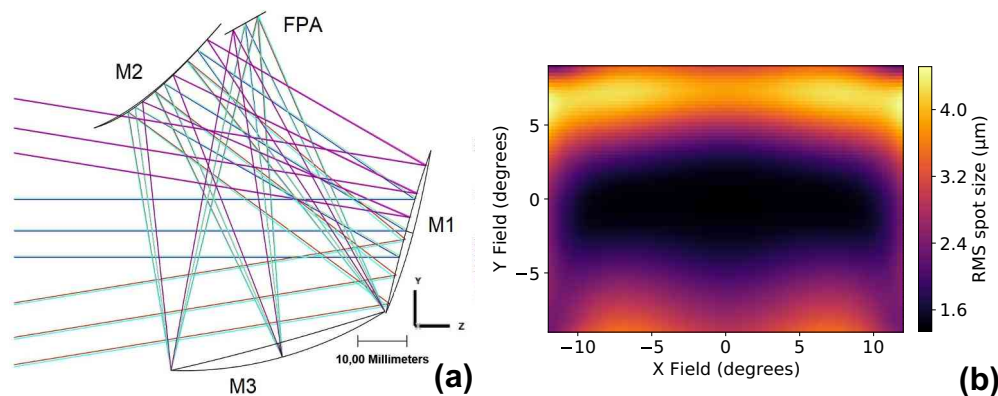 FPA
M2
M1
Y
Z
10,00 Millimeters
M3
(a)
5
0
−5
−10
−5
0
5
10
Y Field (degrees)
X Field (degrees)
4.0
3.2
2.4
1.6
RMS spot size (μm)
(b)